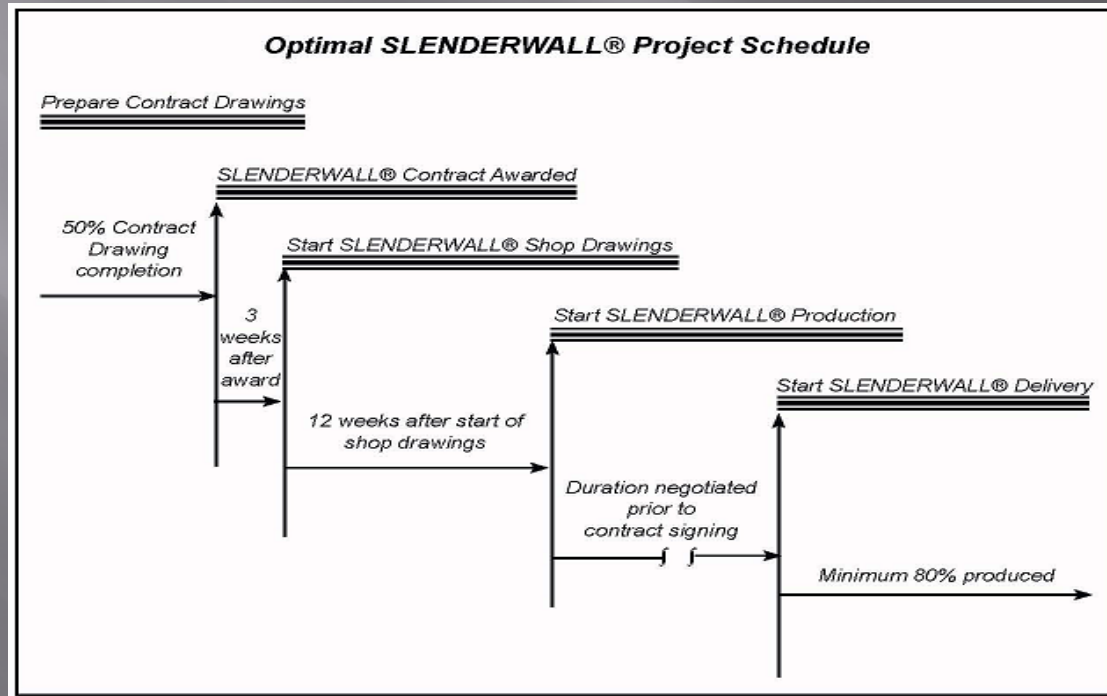 Optimal SLENDERWALL® Project Schedule
Prepare Contract Drawings
SLENDERWALL® Contract Awarded
50% Contract
Drawing
completion
Start SLENDERWALL® Shop Drawings
3
weeks
after
award
Start SLENDERWALL® Production
Start SLENDERWALL® Delivery
12 weeks after start of
shop drawings
Duration negotiated
prior to
contract signing
Minimum 80% produced